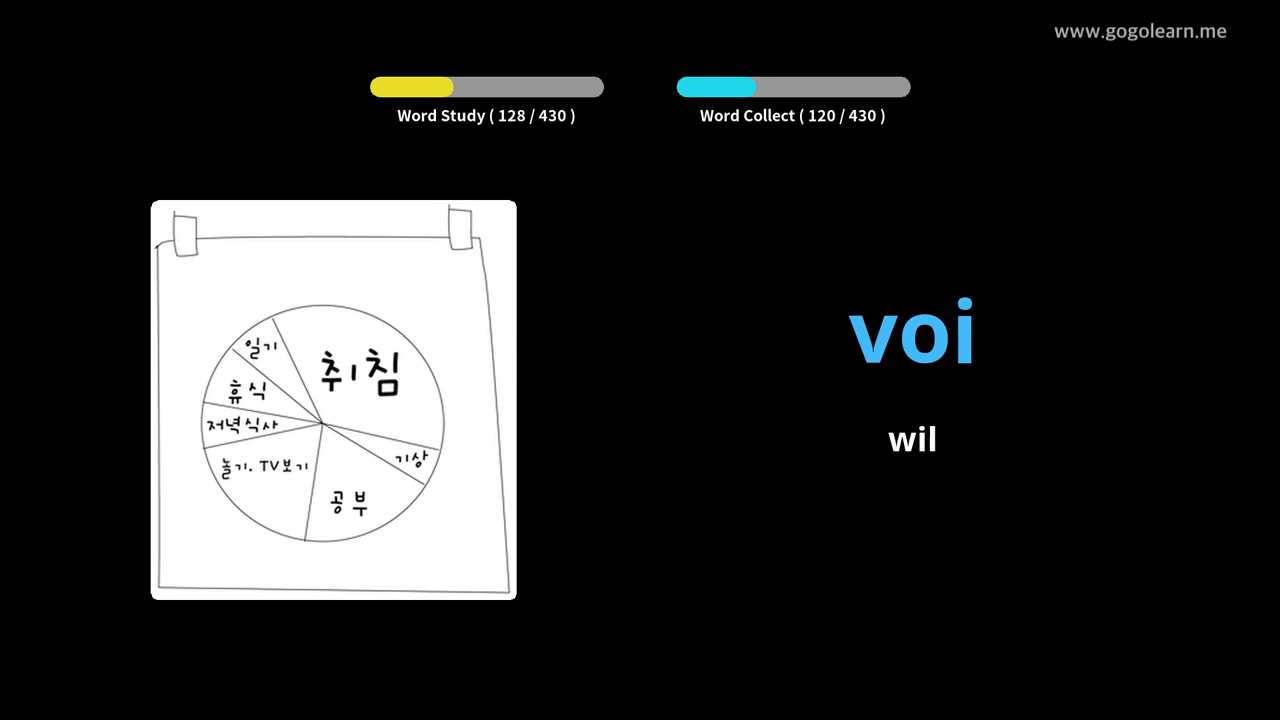 www.gogolearn.me
Word Study ( 128 / 430 )
Word Collect ( 120 / 430 )
일기
취침
휴식
저녁식사
놀기. TV보기
기상
공부
voi
wil